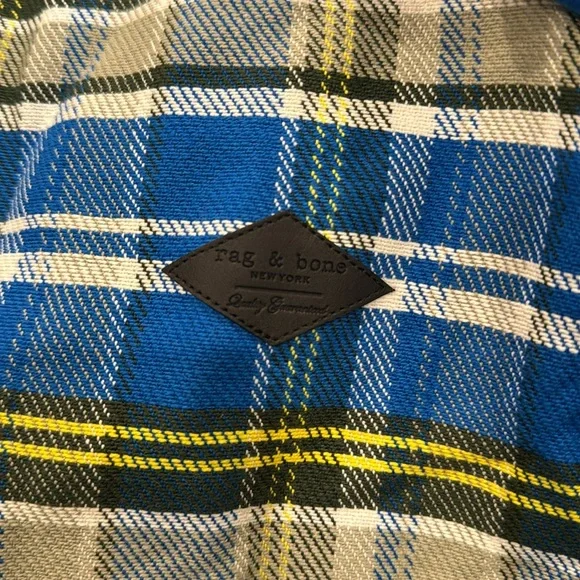 rag & bone
NEW YORK
Quality Guaranteed